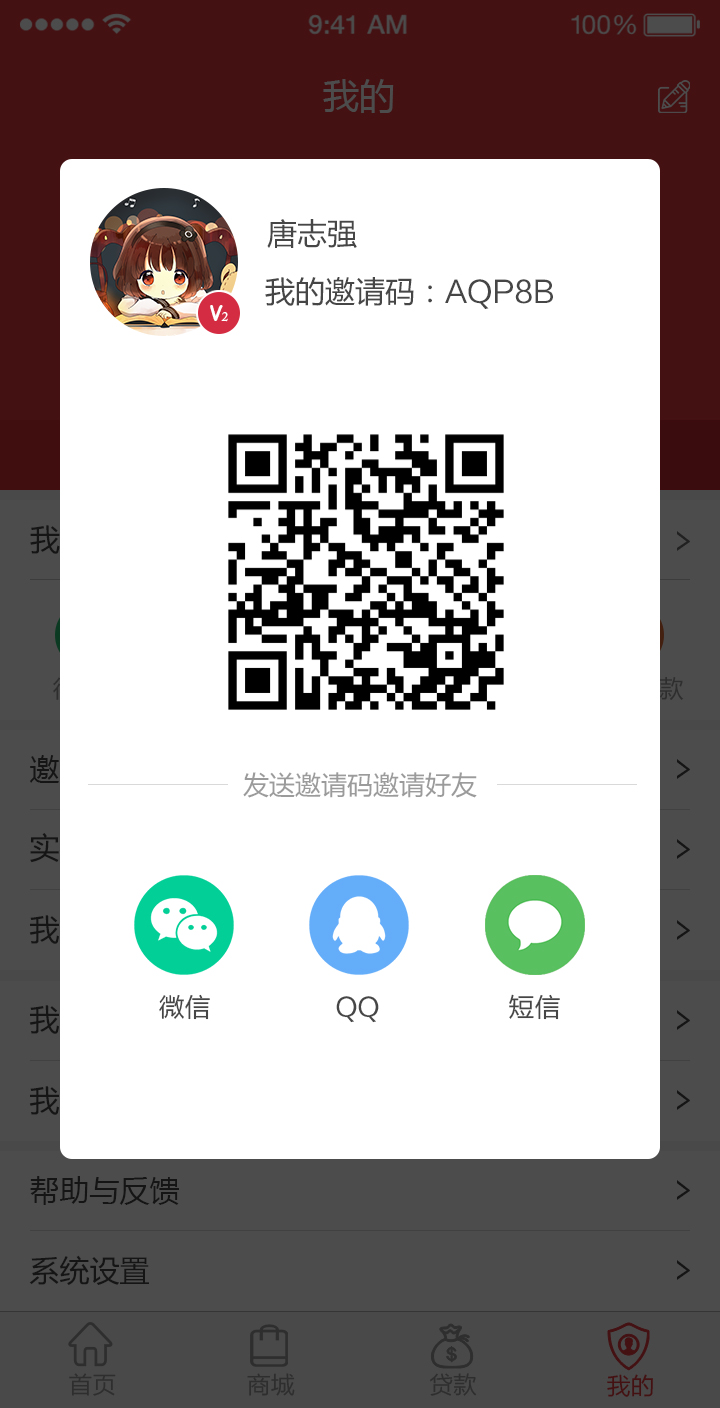 9:41 AM
100%
我的
唐志强
我的邀请码：AQP8B
V2
我
款
发送邀请码邀请好友
邀
实
我
微信
QQ
短信
我
我
帮助与反馈
系统设置
首页
商城
贷款
我的